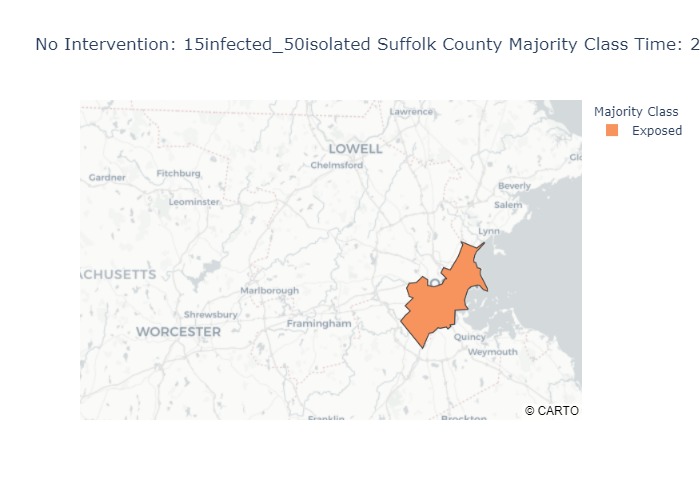 No Intervention: 15infected_50isolated Suffolk County Majority Class Time: 2
Majority Class
Exposed
Lawrence
LOWELL
Chelmsford
Gardner
Fitchburg
Leominster
Beverly
Salem
Lynn
ACHUSETTS
Marlborough
Shrewsbury
Framingham
WORCESTER
Quincy
Weymouth
Franklin
Brockton
© CARTO